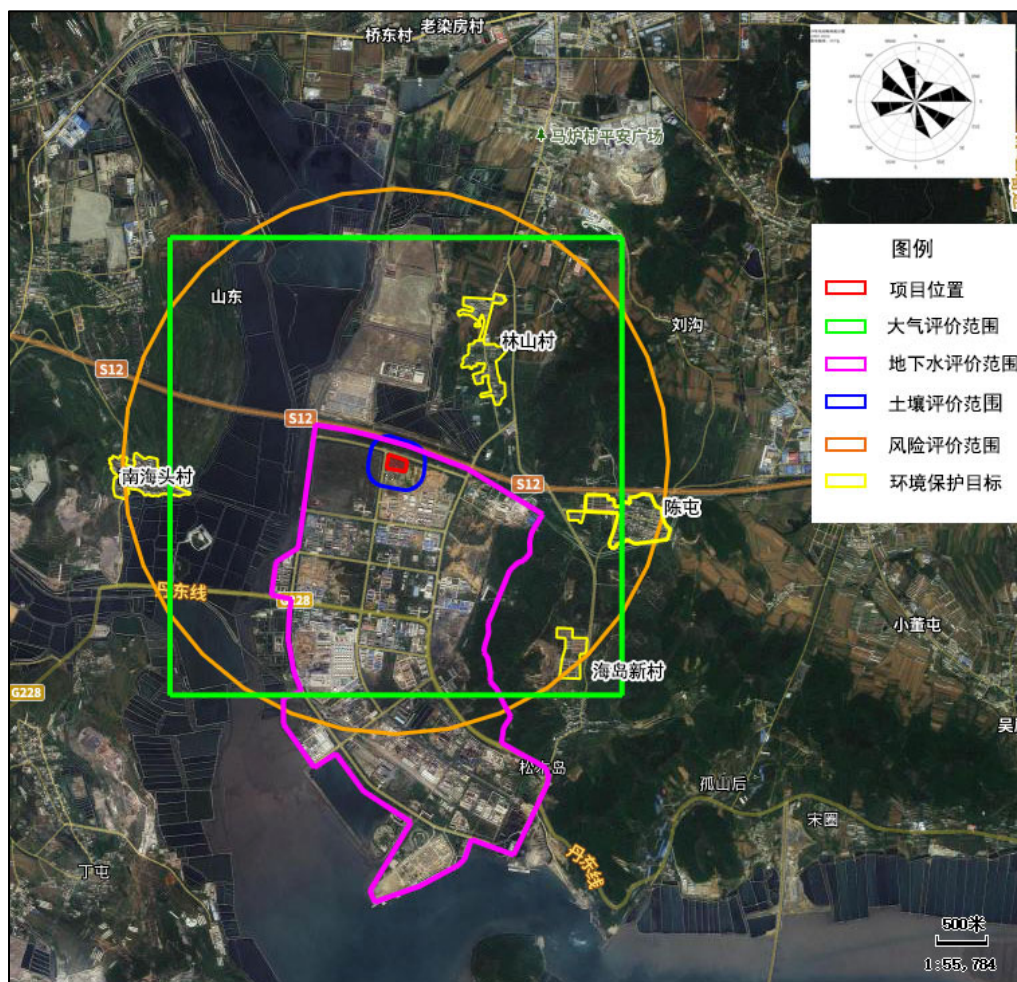 桥东村
老染房村
马炉村平安广场
图例
项目位置
大气评价范围
地下水评价范围
土壤评价范围
风险评价范围
环境保护目标
山东
刘沟
林山村
S12
S12
S12
南海头村
陈屯
丹东线
G228
小董屯
海岛新村
G228
松木岛
孤山后
宋圈
丁屯
丹东线
500米
1:55,784